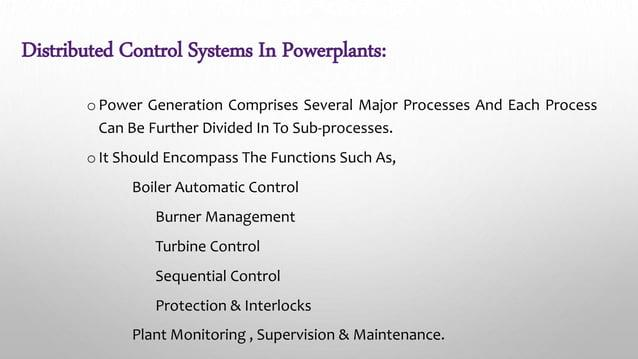 Distributed Control Systems In Powerplants:
o Power Generation Comprises Several Major Processes And Each Process
Can Be Further Divided In To Sub-processes.
o It Should Encompass The Functions Such As,
Boiler Automatic Control
Burner Management
Turbine Control
Sequential Control
Protection & Interlocks
Plant Monitoring , Supervision & Maintenance.